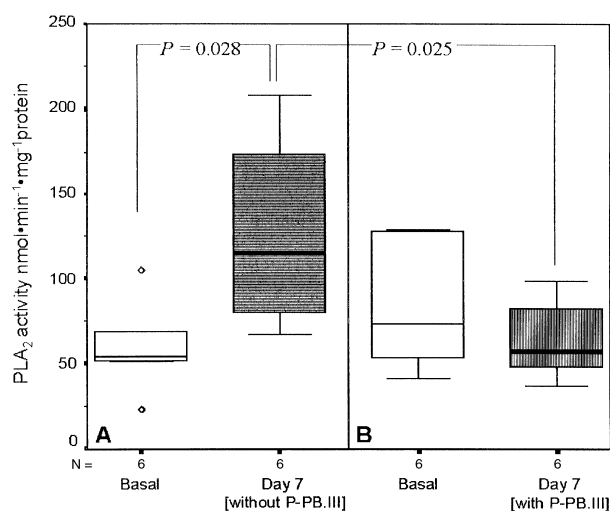 250
P = 0.028
P = 0.025
200
150
100
50
0
PLA₂ activity nmol•min⁻¹•mg⁻¹protein
A
B
N = 6 6 6 6
Basal Day 7 Basal Day 7
[without P-PB.III] [with P-PB.III]